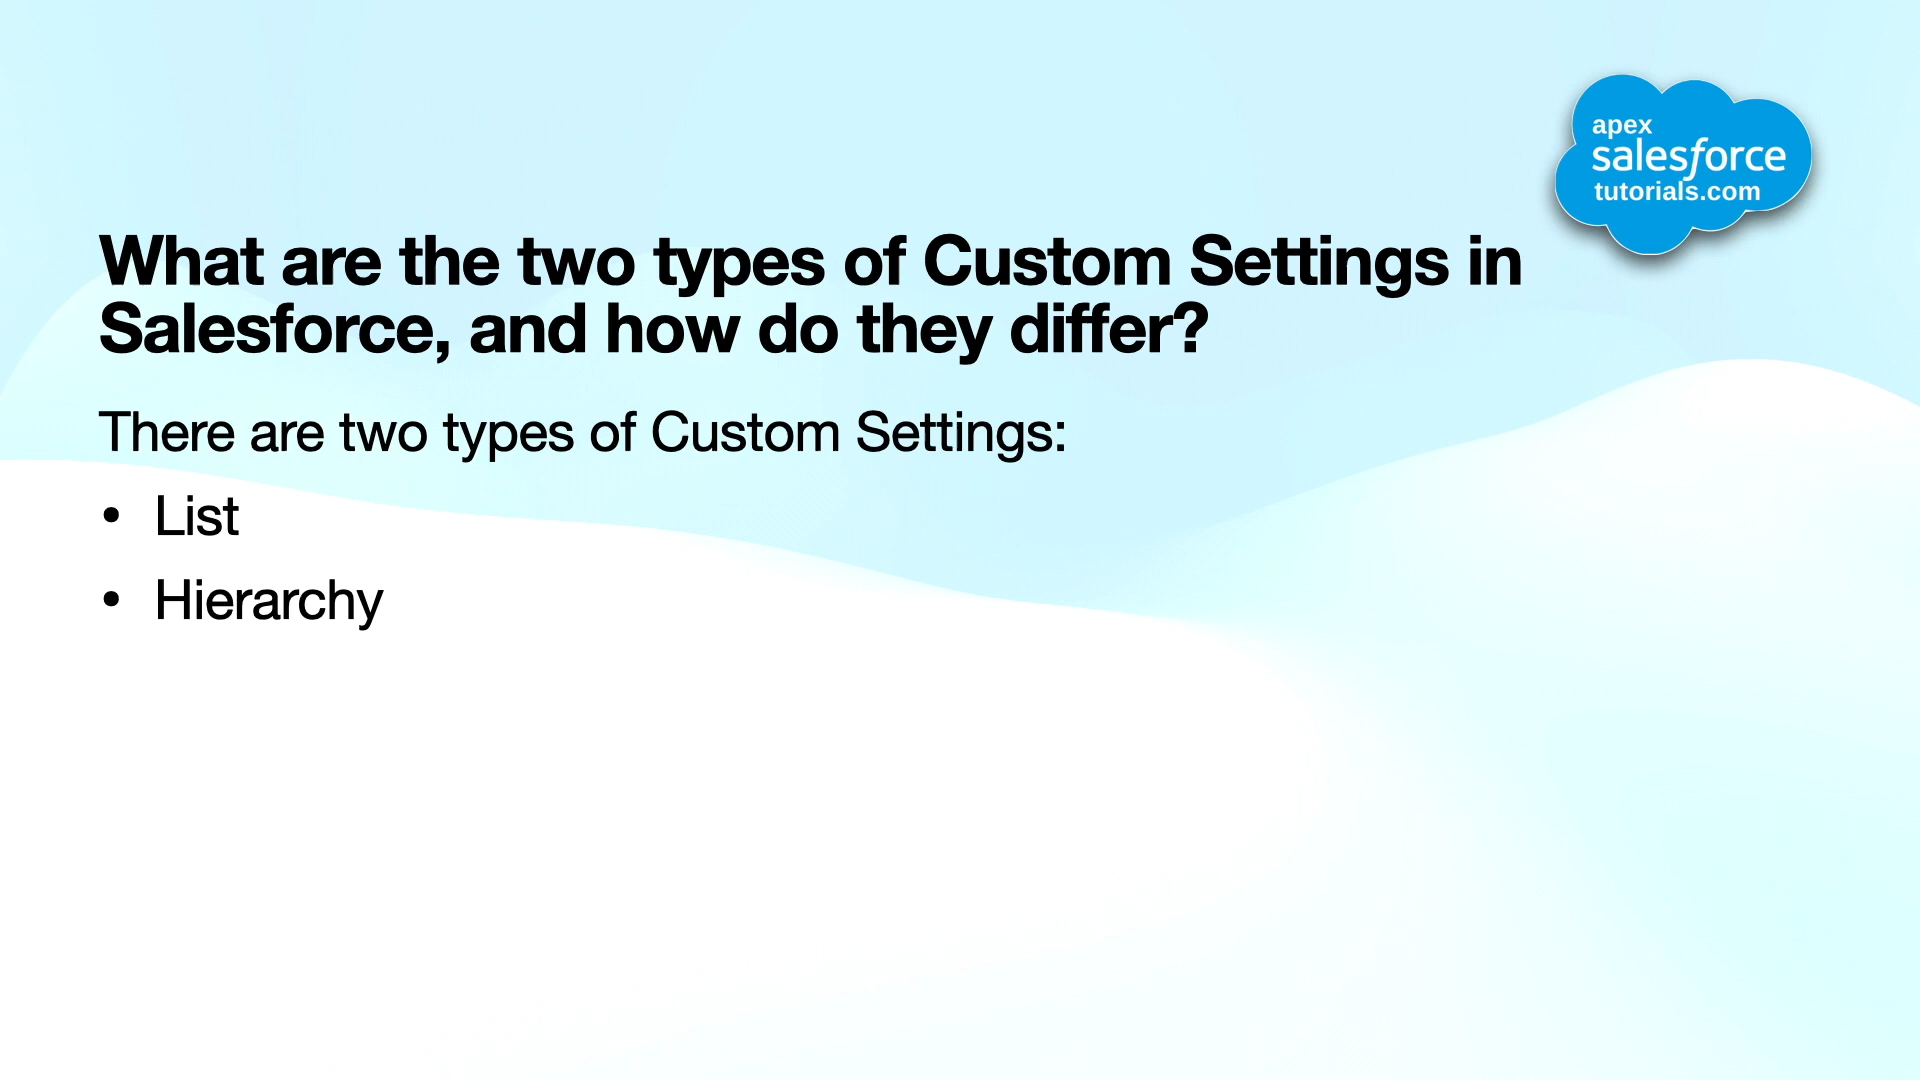 apex
salesforce
tutorials.com
What are the two types of Custom Settings in
Salesforce, and how do they differ?
There are two types of Custom Settings:
• List
• Hierarchy